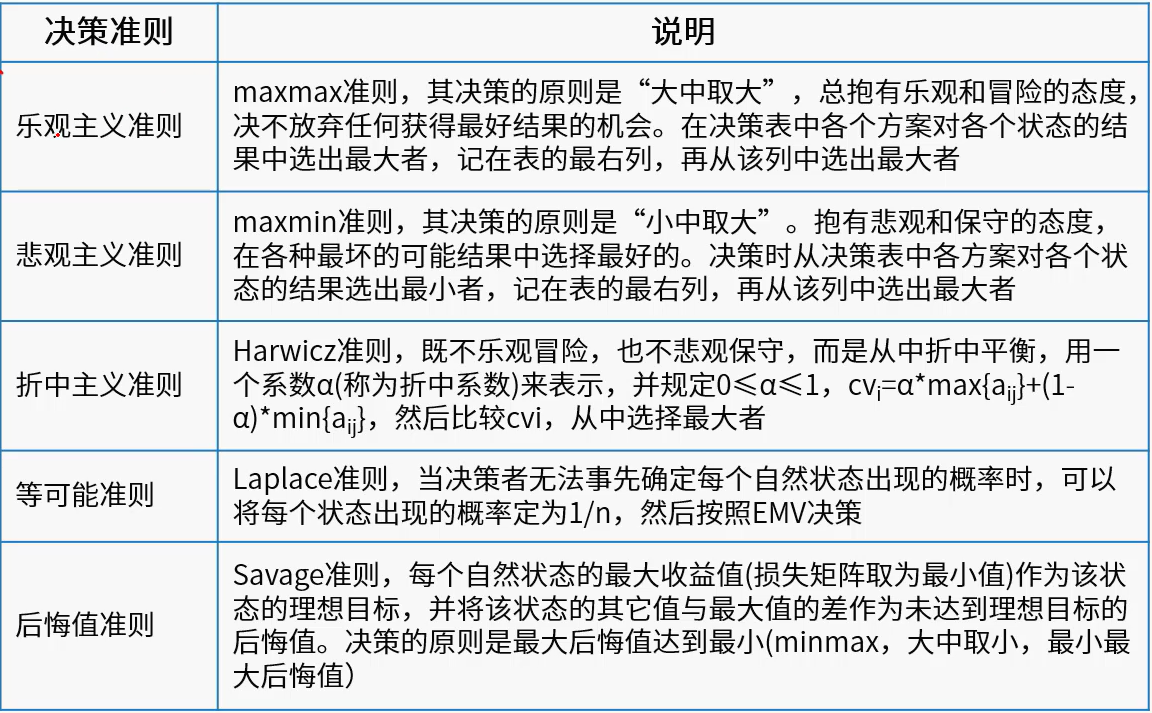 决策准则
说明
乐观主义准则
maxmax准则，其决策的原则是“大中取大”，总抱有乐观和冒险的态度，
决不放弃任何获得最好结果的机会。在决策表中各个方案对各个状态的结
果中选出最大者，记在表的最右列，再从该列中选出最大者
悲观主义准则
maxmin准则，其决策的原则是“小中取大”。抱有悲观和保守的态度，
在各种最坏的可能结果中选择最好的。决策时从决策表中各方案对各个状
态的结果选出最小者，记在表的最右列，再从该列中选出最大者
折中主义准则
Harwicz准则，既不乐观冒险，也不悲观保守，而是从中折中平衡，用一
个系数α(称为折中系数)来表示，并规定0≤α≤1，cvᵢ=α*max{aᵢⱼ}+(1-
α)*min{aᵢⱼ}，然后比较cvi，从中选择最大者
等可能准则
Laplace准则，当决策者无法事先确定每个自然状态出现的概率时，可以
将每个状态出现的概率定为1/n，然后按照EMV决策
后悔值准则
Savage准则，每个自然状态的最大收益值(损失矩阵取为最小值)作为该状
态的理想目标，并将该状态的其它值与最大值的差作为未达到理想目标的
后悔值。决策的原则是最大后悔值达到最小(minmax，大中取小，最小最
大后悔值）